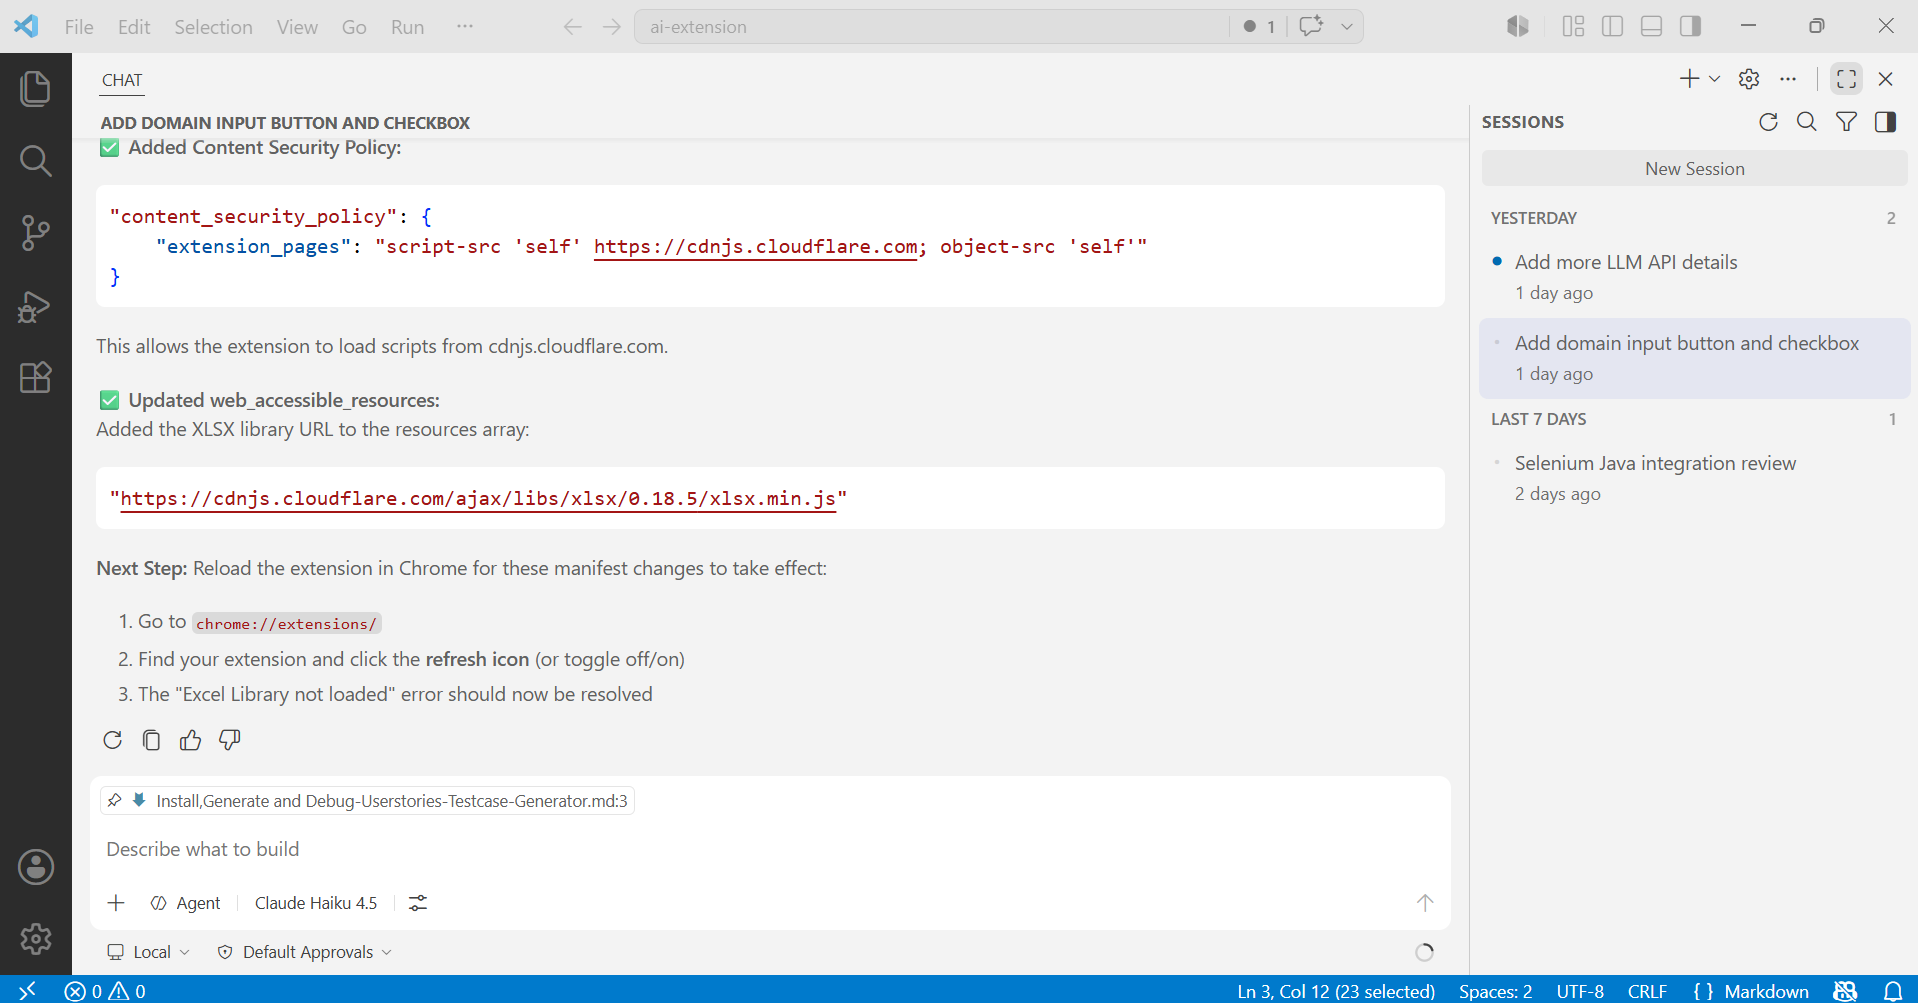 File Edit Selection View Go Run ···
ai-extension
1
CHAT
ADD DOMAIN INPUT BUTTON AND CHECKBOX
✅ Added Content Security Policy:
"content_security_policy": {
"extension_pages": "script-src 'self' https://cdnjs.cloudflare.com; object-src 'self'"
}
This allows the extension to load scripts from cdnjs.cloudflare.com.
✅ Updated web_accessible_resources:
Added the XLSX library URL to the resources array:
"https://cdnjs.cloudflare.com/ajax/libs/xlsx/0.18.5/xlsx.min.js"
Next Step: Reload the extension in Chrome for these manifest changes to take effect:
1. Go to chrome://extensions/
2. Find your extension and click the refresh icon (or toggle off/on)
3. The "Excel Library not loaded" error should now be resolved
Install,Generate and Debug-Userstories-Testcase-Generator.md:3
Describe what to build
Agent
Claude Haiku 4.5
Local
Default Approvals
SESSIONS
New Session
YESTERDAY 2
Add more LLM API details
1 day ago
Add domain input button and checkbox
1 day ago
LAST 7 DAYS 1
Selenium Java integration review
2 days ago
0 0
Ln 3, Col 12 (23 selected) Spaces: 2 UTF-8 CRLF { } Markdown